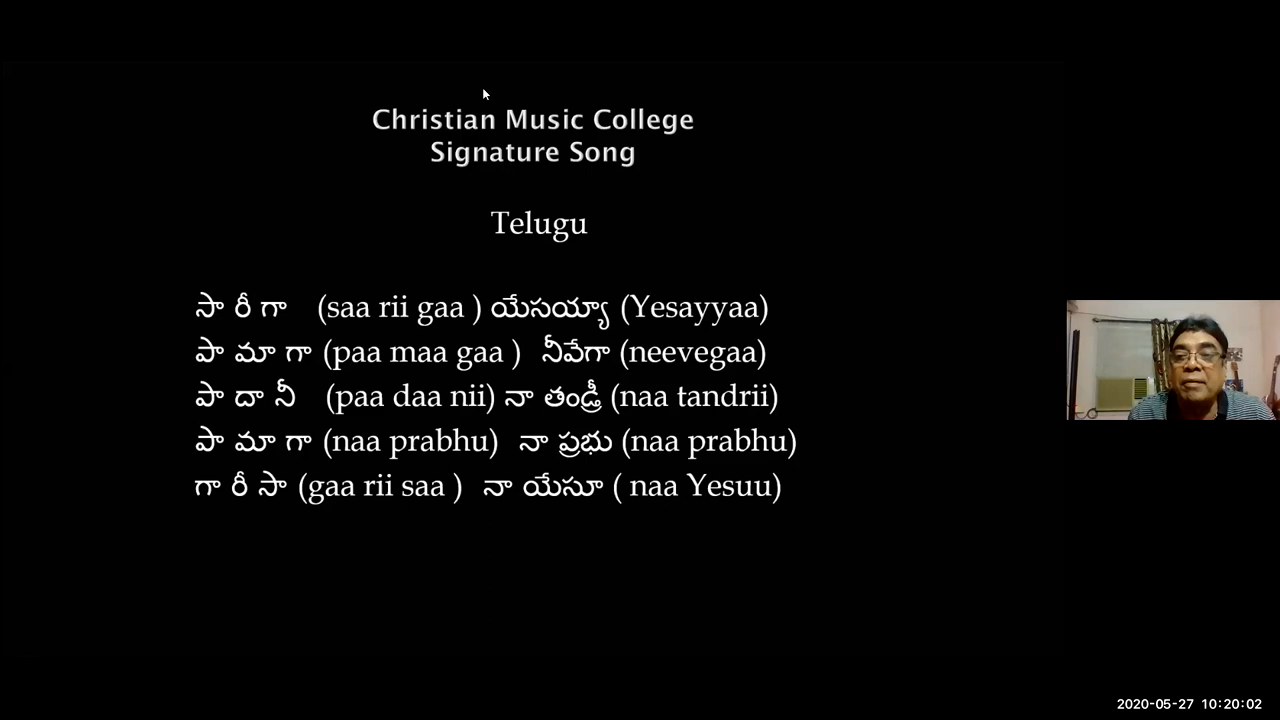 Christian Music College
Signature Song
Telugu
సా రీ గా (saa rii gaa ) యేసయ్యా (Yesayyaa)
పా మా గా (paa maa gaa ) నీవేగా (neevegaa)
పా దా నీ (paa daa nii) నా తండ్రీ (naa tandrii)
పా మా గా (naa prabhu) నా ప్రభు (naa prabhu)
గా రీ సా (gaa rii saa ) నా యేసూ ( naa Yesuu)
2020-05-27 10:20:02